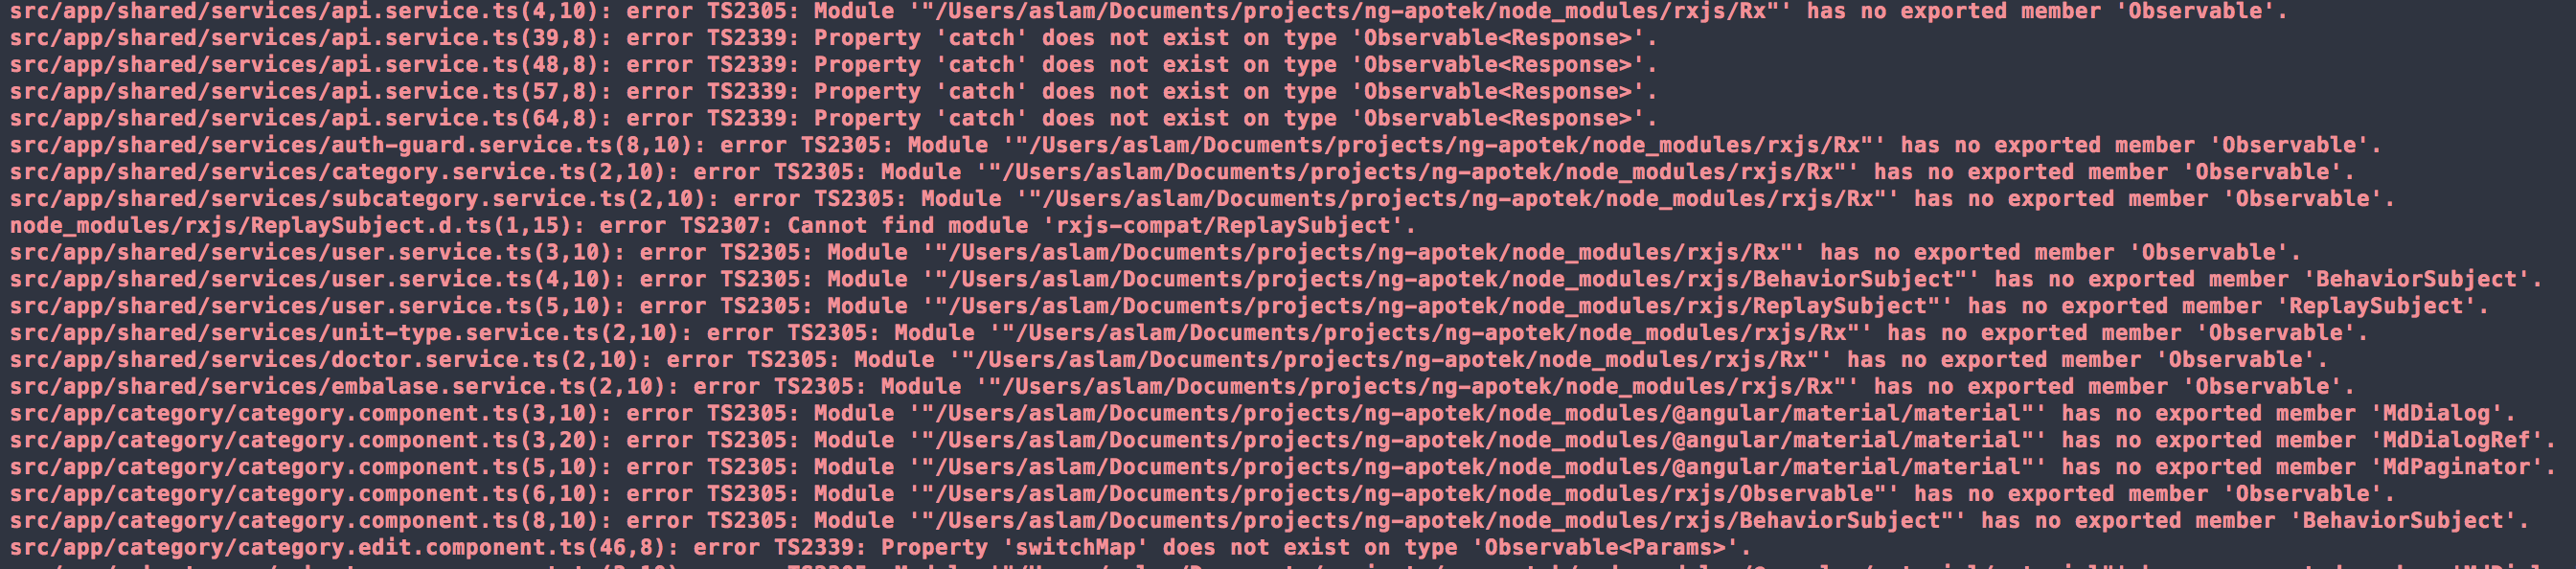 src/app/shared/services/api.service.ts(4,10): error TS2305: Module '"/Users/aslam/Documents/projects/ng-apotek/node_modules/rxjs/Rx"' has no exported member 'Observable'.
src/app/shared/services/api.service.ts(39,8): error TS2339: Property 'catch' does not exist on type 'Observable<Response>'.
src/app/shared/services/api.service.ts(48,8): error TS2339: Property 'catch' does not exist on type 'Observable<Response>'.
src/app/shared/services/api.service.ts(57,8): error TS2339: Property 'catch' does not exist on type 'Observable<Response>'.
src/app/shared/services/api.service.ts(64,8): error TS2339: Property 'catch' does not exist on type 'Observable<Response>'.
src/app/shared/services/auth-guard.service.ts(8,10): error TS2305: Module '"/Users/aslam/Documents/projects/ng-apotek/node_modules/rxjs/Rx"' has no exported member 'Observable'.
src/app/shared/services/category.service.ts(2,10): error TS2305: Module '"/Users/aslam/Documents/projects/ng-apotek/node_modules/rxjs/Rx"' has no exported member 'Observable'.
src/app/shared/services/subcategory.service.ts(2,10): error TS2305: Module '"/Users/aslam/Documents/projects/ng-apotek/node_modules/rxjs/Rx"' has no exported member 'Observable'.
node_modules/rxjs/ReplaySubject.d.ts(1,15): error TS2307: Cannot find module 'rxjs-compat/ReplaySubject'.
src/app/shared/services/user.service.ts(3,10): error TS2305: Module '"/Users/aslam/Documents/projects/ng-apotek/node_modules/rxjs/Rx"' has no exported member 'Observable'.
src/app/shared/services/user.service.ts(4,10): error TS2305: Module '"/Users/aslam/Documents/projects/ng-apotek/node_modules/rxjs/BehaviorSubject"' has no exported member 'BehaviorSubject'.
src/app/shared/services/user.service.ts(5,10): error TS2305: Module '"/Users/aslam/Documents/projects/ng-apotek/node_modules/rxjs/ReplaySubject"' has no exported member 'ReplaySubject'.
src/app/shared/services/unit-type.service.ts(2,10): error TS2305: Module '"/Users/aslam/Documents/projects/ng-apotek/node_modules/rxjs/Rx"' has no exported member 'Observable'.
src/app/shared/services/doctor.service.ts(2,10): error TS2305: Module '"/Users/aslam/Documents/projects/ng-apotek/node_modules/rxjs/Rx"' has no exported member 'Observable'.
src/app/shared/services/embalase.service.ts(2,10): error TS2305: Module '"/Users/aslam/Documents/projects/ng-apotek/node_modules/rxjs/Rx"' has no exported member 'Observable'.
src/app/category/category.component.ts(3,10): error TS2305: Module '"/Users/aslam/Documents/projects/ng-apotek/node_modules/@angular/material/material"' has no exported member 'MdDialog'.
src/app/category/category.component.ts(3,20): error TS2305: Module '"/Users/aslam/Documents/projects/ng-apotek/node_modules/@angular/material/material"' has no exported member 'MdDialogRef'.
src/app/category/category.component.ts(5,10): error TS2305: Module '"/Users/aslam/Documents/projects/ng-apotek/node_modules/@angular/material/material"' has no exported member 'MdPaginator'.
src/app/category/category.component.ts(6,10): error TS2305: Module '"/Users/aslam/Documents/projects/ng-apotek/node_modules/rxjs/Observable"' has no exported member 'Observable'.
src/app/category/category.component.ts(8,10): error TS2305: Module '"/Users/aslam/Documents/projects/ng-apotek/node_modules/rxjs/BehaviorSubject"' has no exported member 'BehaviorSubject'.
src/app/category/category.edit.component.ts(46,8): error TS2339: Property 'switchMap' does not exist on type 'Observable<Params>'.